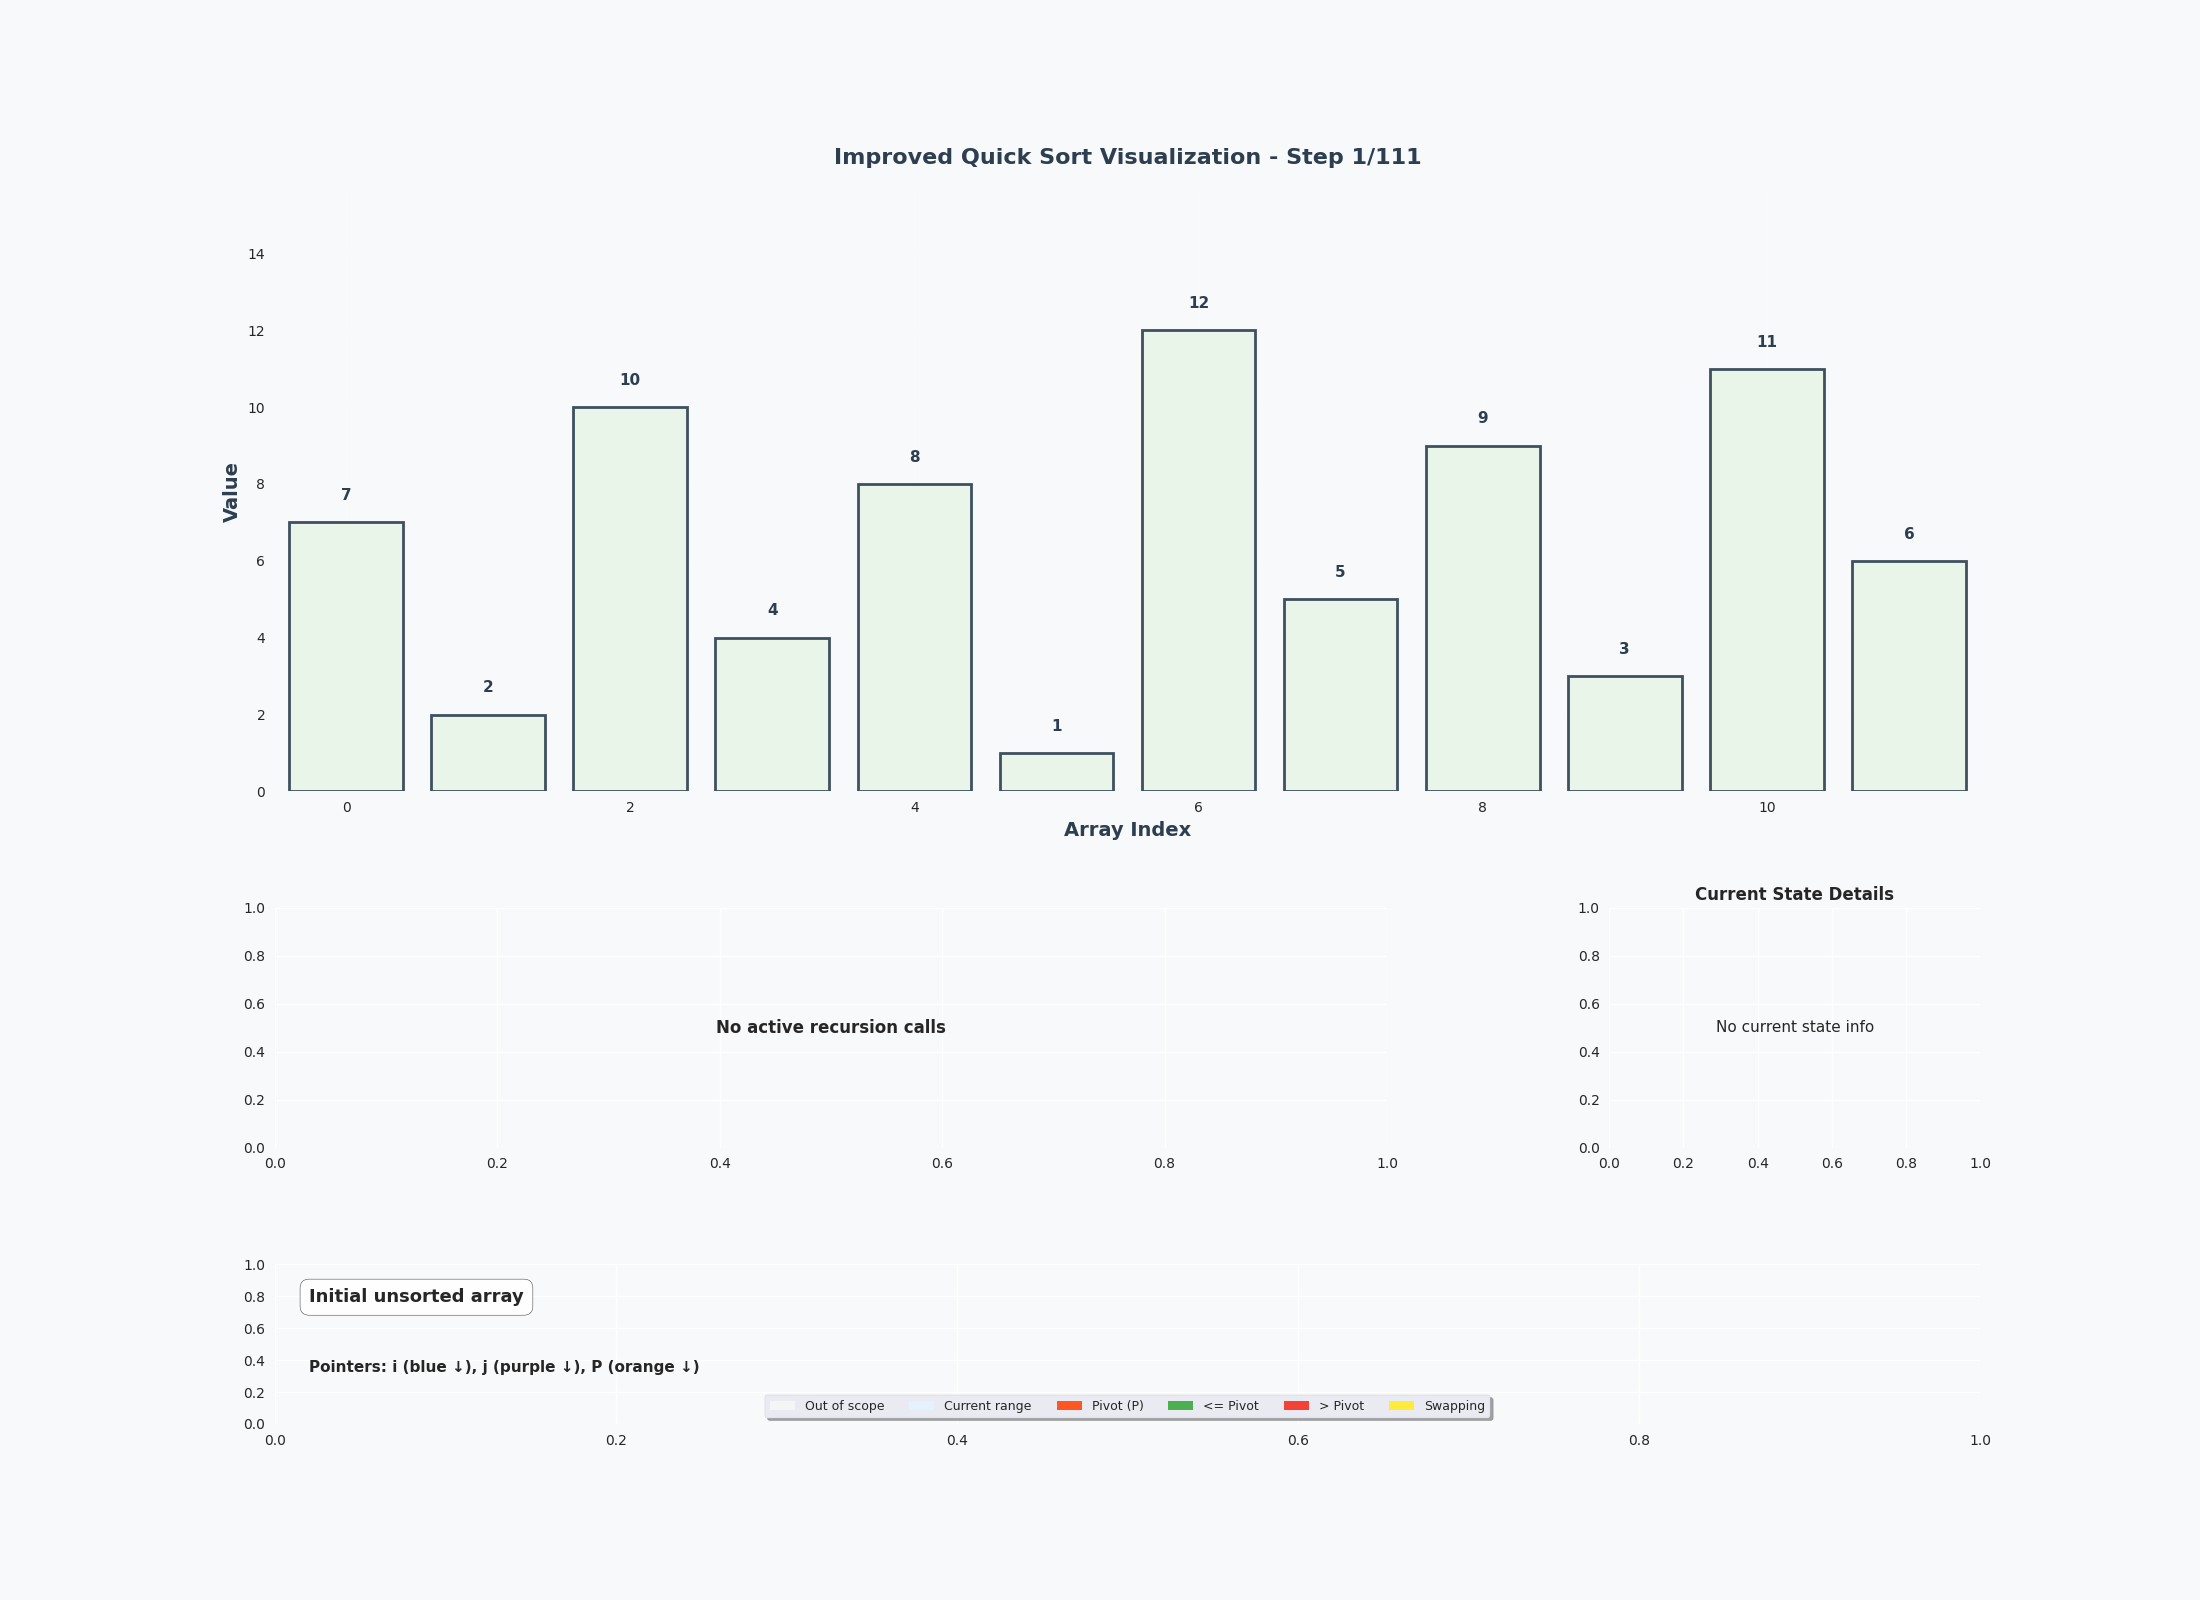 Improved Quick Sort Visualization - Step 1/111
14
12
10
8
6
4
2
0
Value
7
2
10
4
8
1
12
5
9
3
11
6
0 2 4 6 8 10
Array Index
1.0
0.8
0.6
0.4
0.2
0.0
No active recursion calls
0.0 0.2 0.4 0.6 0.8 1.0
Current State Details
1.0
0.8
0.6
0.4
0.2
0.0
No current state info
0.0 0.2 0.4 0.6 0.8 1.0
1.0
0.8
0.6
0.4
0.2
0.0
Initial unsorted array
Pointers: i (blue ↓), j (purple ↓), P (orange ↓)
Out of scope Current range Pivot (P) <= Pivot > Pivot Swapping
0.0 0.2 0.4 0.6 0.8 1.0